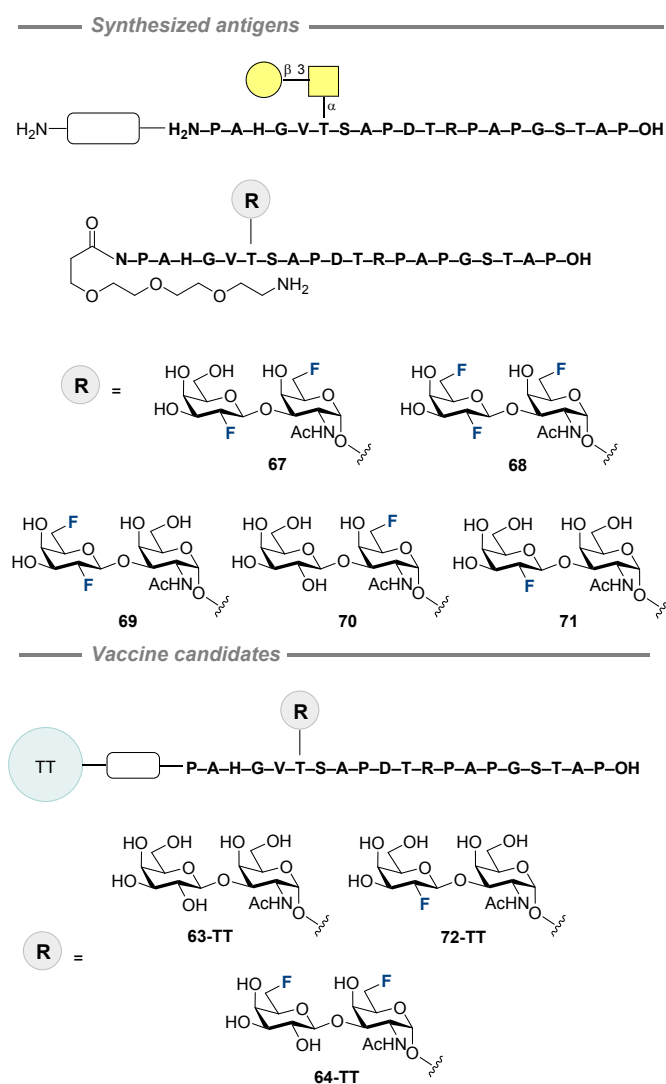 Synthesized antigens
β 3
α
H₂N H₂N–P–A–H–G–V–T–S–A–P–D–T–R–P–A–P–G–S–T–A–P–OH
R
O
N–P–A–H–G–V–T–S–A–P–D–T–R–P–A–P–G–S–T–A–P–OH
O O O NH₂
R =
HO OH O HO F O
HO F O AcHN O
67
HO F O HO F O
HO F O AcHN O
68
HO F O HO OH O
HO F O AcHN O
69
HO OH O HO F O
HO OH O AcHN O
70
HO OH O HO OH O
HO F O AcHN O
71
Vaccine candidates
R
TT P–A–H–G–V–T–S–A–P–D–T–R–P–A–P–G–S–T–A–P–OH
HO OH O HO OH O
HO OH O AcHN O
63-TT
HO OH O HO OH O
HO F O AcHN O
72-TT
R =
HO F O HO F O
HO OH O AcHN O
64-TT